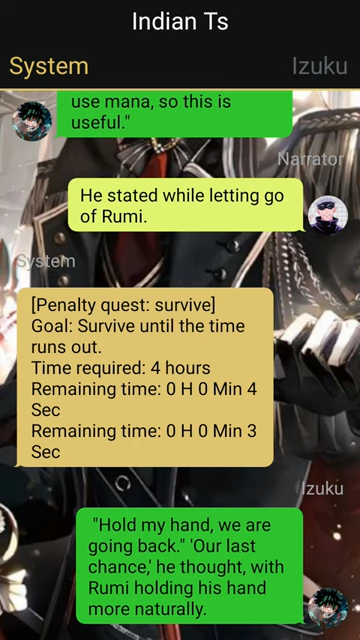 Indian Ts
System Izuku
use mana, so this is
useful."
Narrator
He stated while letting go
of Rumi.
System
[Penalty quest: survive]
Goal: Survive until the time
runs out.
Time required: 4 hours
Remaining time: 0 H 0 Min 4
Sec
Remaining time: 0 H 0 Min 3
Sec
Izuku
"Hold my hand, we are
going back." 'Our last
chance,' he thought, with
Rumi holding his hand
more naturally.